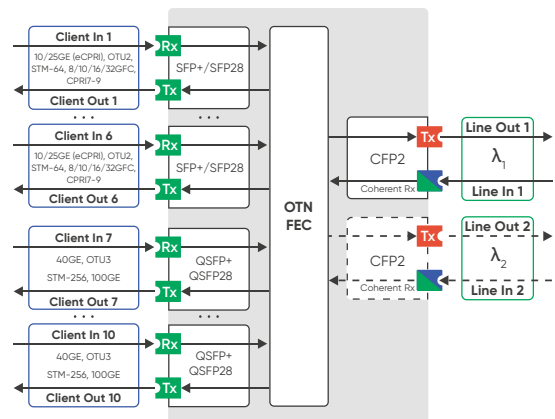 Client In 1
10/25GE (eCPRI), OTU2,
STM-64, 8/10/16/32GFC,
CPRI7-9
Client Out 1
Rx
SFP+/SFP28
Tx
...
...
Client In 6
10/25GE (eCPRI), OTU2,
STM-64, 8/10/16/32GFC,
CPRI7-9
Client Out 6
Rx
SFP+/SFP28
Tx
Client In 7
40GE, OTU3
STM-256, 100GE
Client Out 7
Rx
QSFP+
QSFP28
Tx
...
...
Client In 10
40GE, OTU3
STM-256, 100GE
Client Out 10
Rx
QSFP+
QSFP28
Tx
OTN
FEC
CFP2
Coherent Rx
Tx
Line Out 1
λ1
Line In 1
CFP2
Coherent Rx
Tx
Line Out 2
λ2
Line In 2